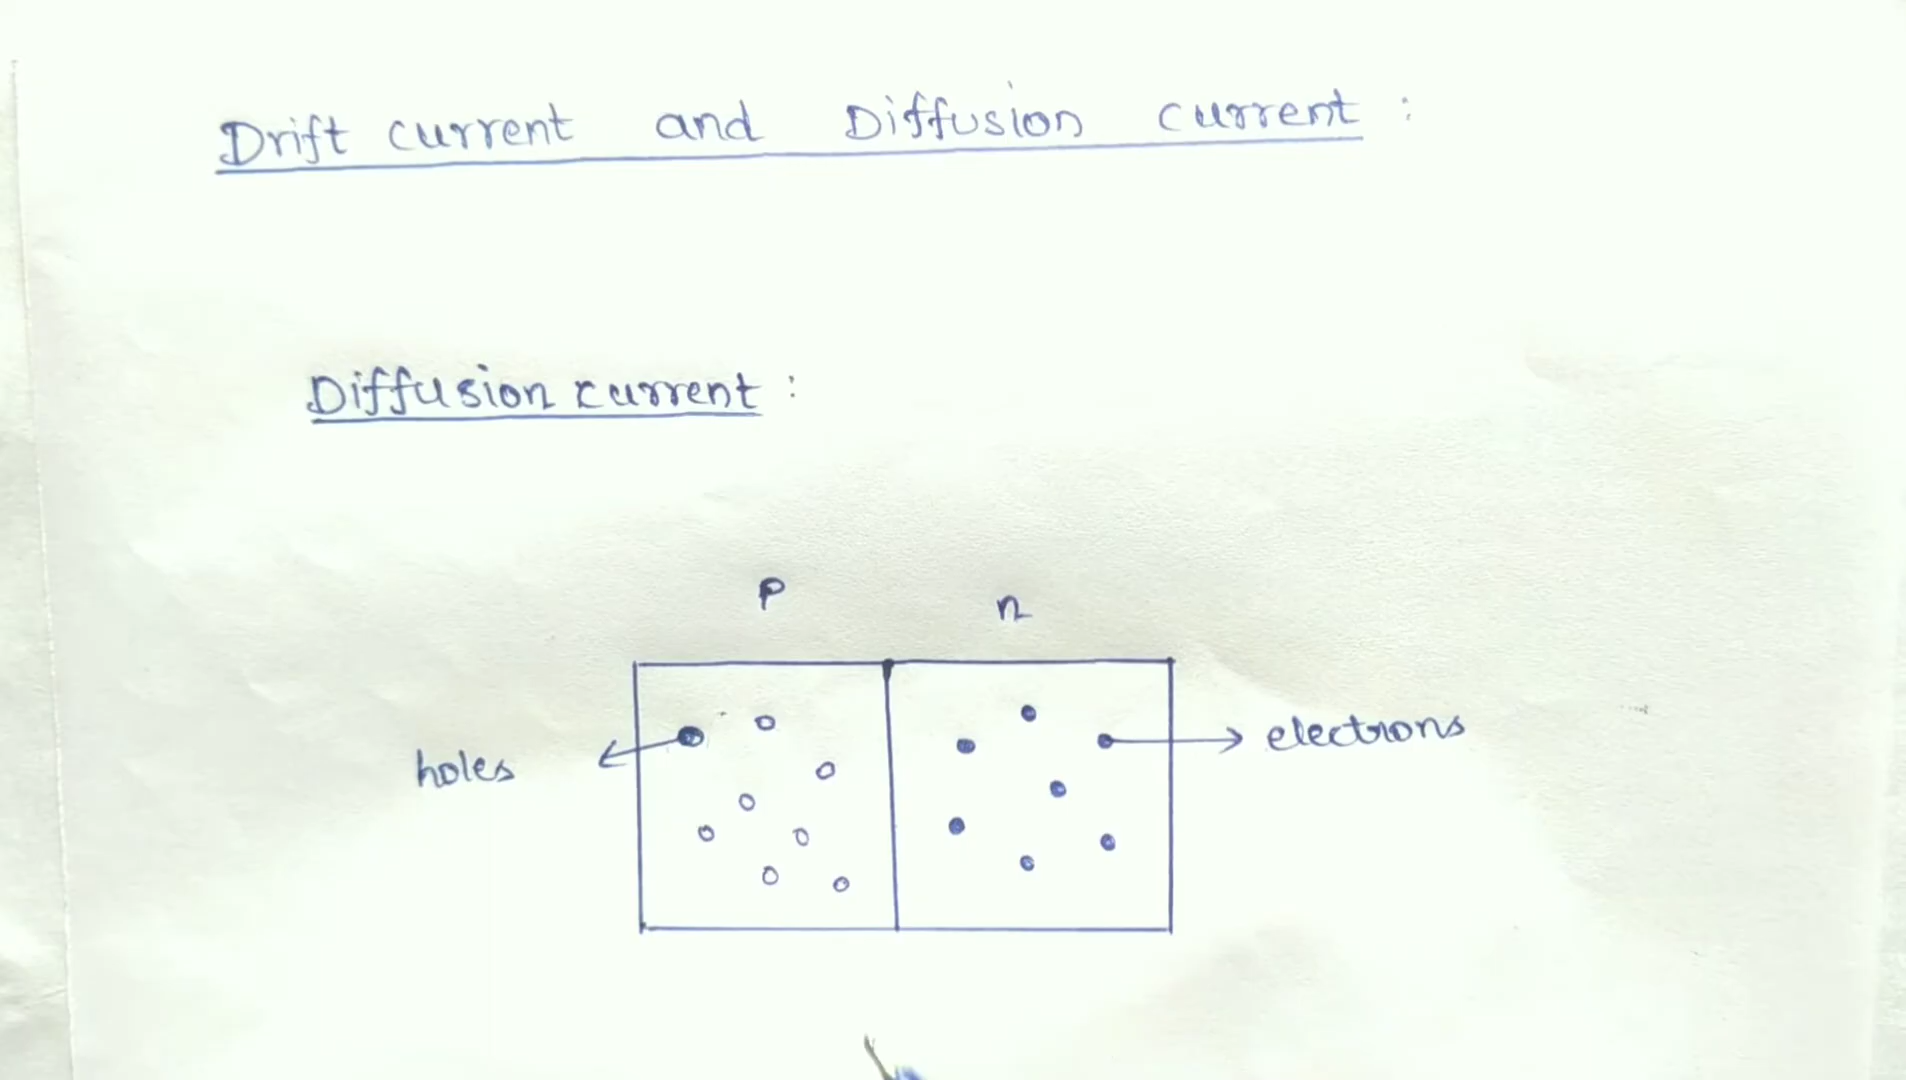 Drift current and Diffusion current :
Diffusion current :
P
n
holes
electrons